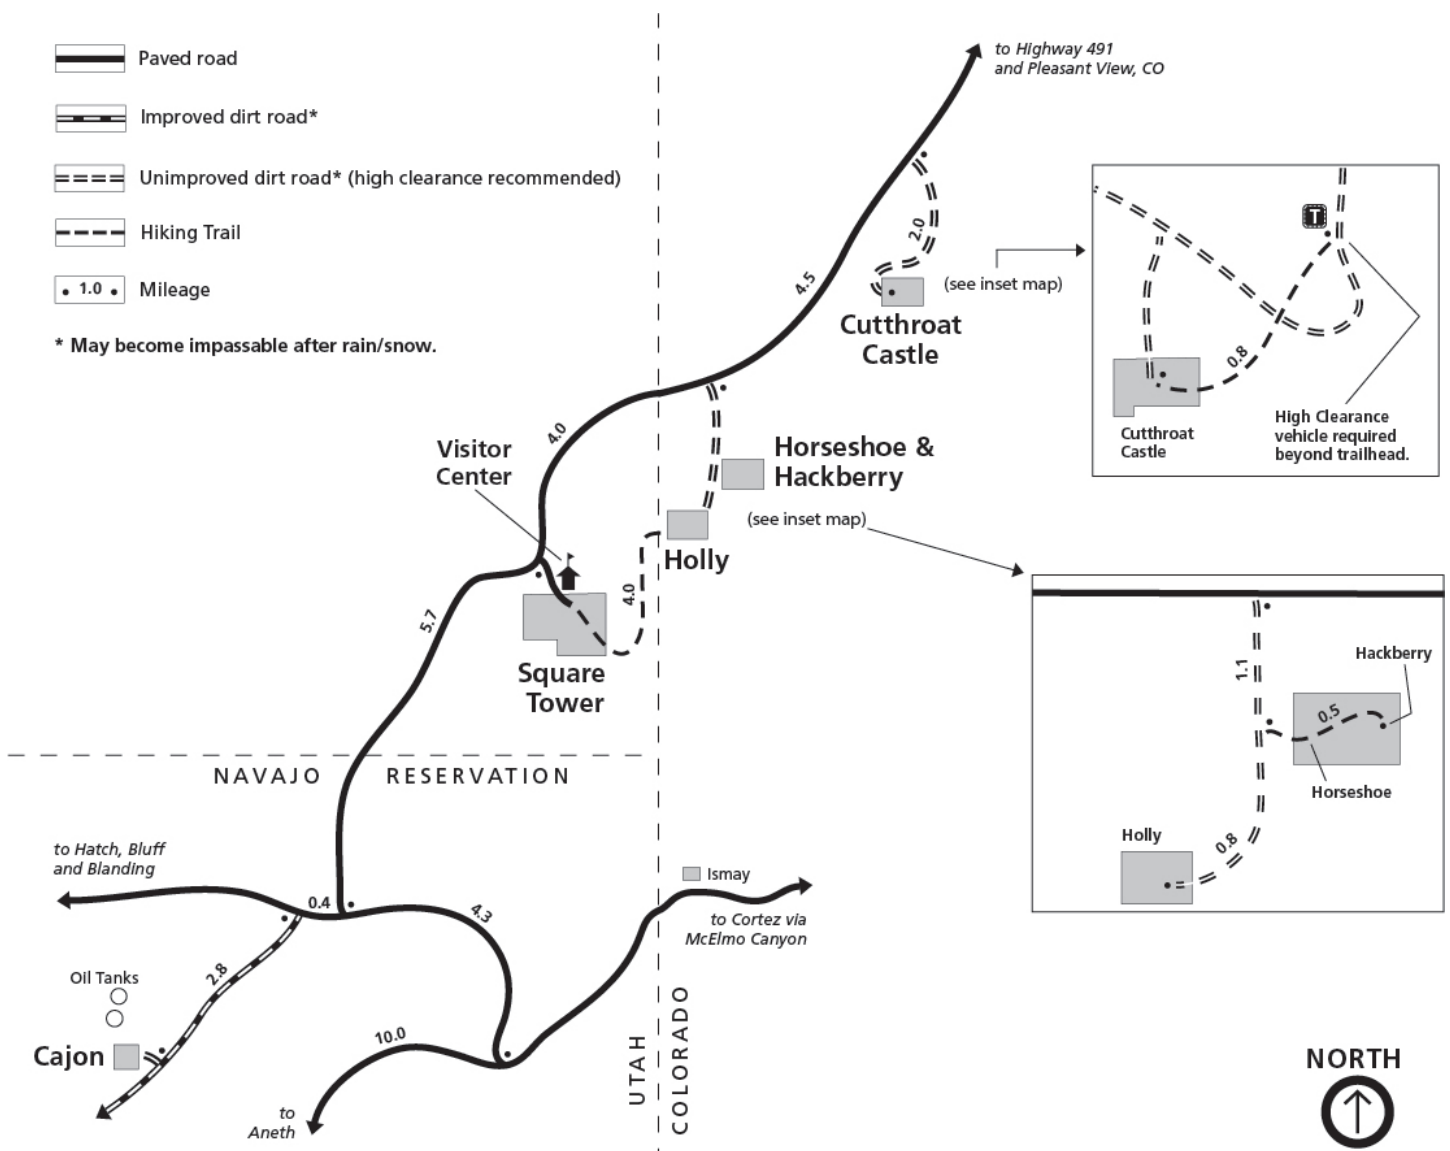 Paved road
Improved dirt road*
Unimproved dirt road* (high clearance recommended)
Hiking Trail
1.0 Mileage
* May become impassable after rain/snow.
to Highway 491
and Pleasant View, CO
2.0
4.5
(see inset map)
Cutthroat
Castle
T
0.8
Cutthroat
Castle
High Clearance
vehicle required
beyond trailhead.
4.0
Visitor
Center
Horseshoe &
Hackberry
(see inset map)
Holly
4.0
5.7
Square
Tower
1.1
Hackberry
0.5
Horseshoe
Holly
0.8
NAVAJO RESERVATION
to Hatch, Bluff
and Blanding
0.4
4.3
Ismay
to Cortez via
McElmo Canyon
2.8
Oil Tanks
Cajon
10.0
to
Aneth
UTAH
COLORADO
NORTH